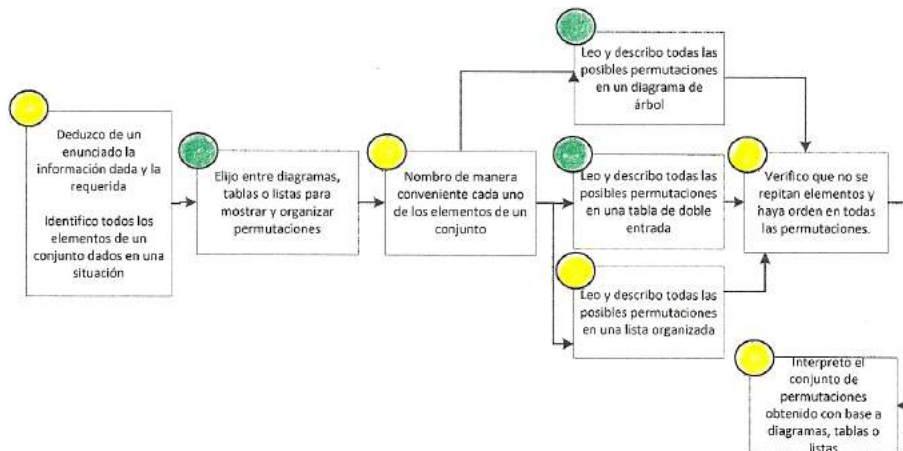 Deduzco de un
enunciado la
información dada y la
requerida
Identifico todos los
elementos de un
conjunto dados en una
situación
Elijo entre diagramas,
tablas o listas para
mostrar y organizar
permutaciones
Nombro de manera
conveniente cada uno
de los elementos de un
conjunto
Leo y describo todas las
posibles permutaciones
en un diagrama de
árbol
Leo y describo todas las
posibles permutaciones
en una tabla de doble
entrada
Leo y describo todas las
posibles permutaciones
en una lista organizada
Verifico que no se
repitan elementos y
haya orden en todas
las permutaciones.
Interpreto el
conjunto de
permutaciones
obtenido con base a
diagramas, tablas o
listas